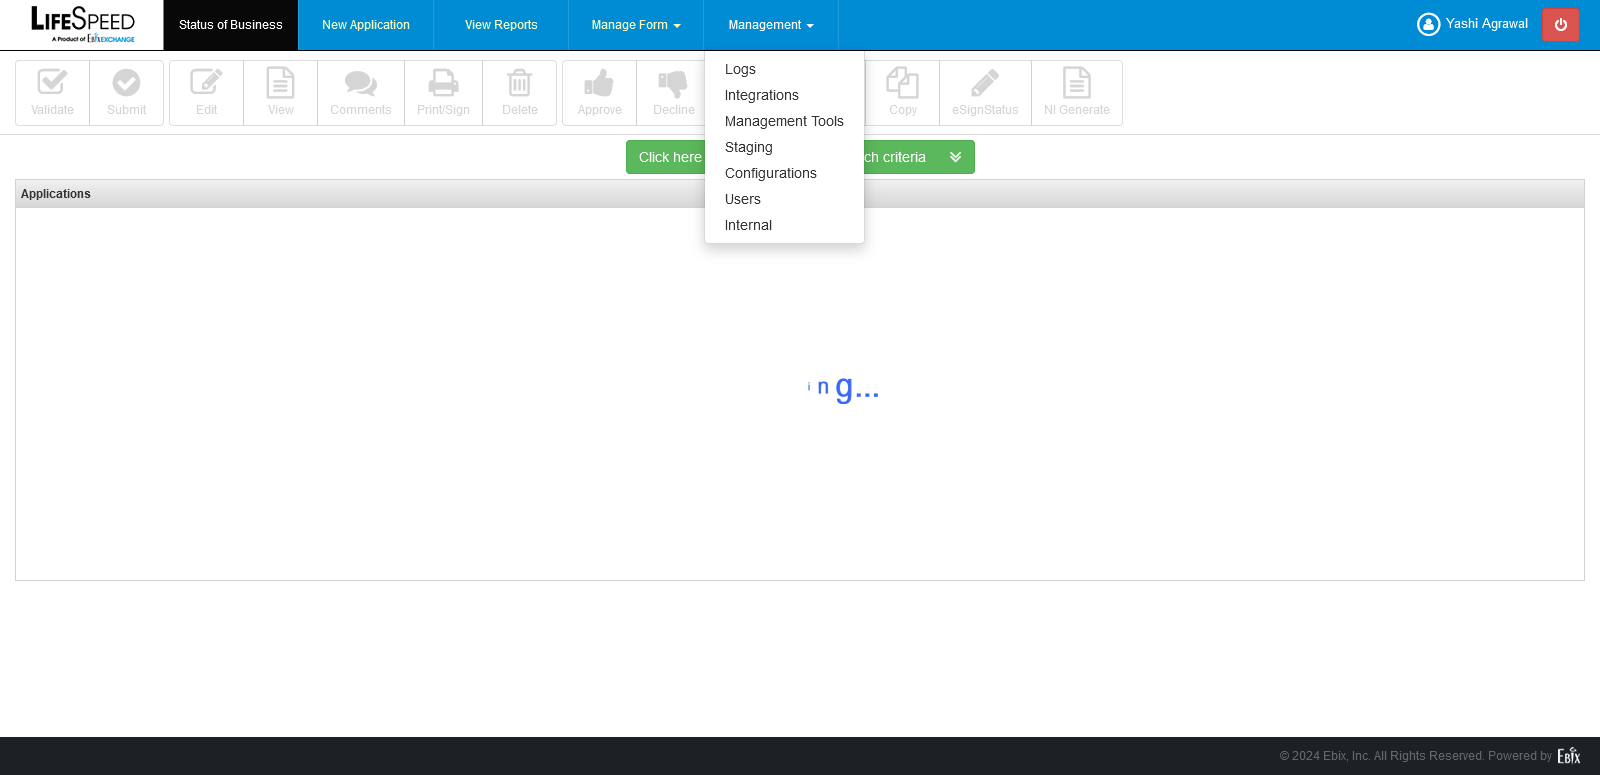 LIFESPEED
A Product of EbixEXCHANGE
Status of Business
New Application
View Reports
Manage Form
Management
Yashi Agrawal
Validate
Submit
Edit
View
Comments
Print/Sign
Delete
Approve
Decline
Copy
eSignStatus
NI Generate
Logs
Integrations
Management Tools
Staging
Configurations
Users
Internal
Click here
ch criteria
Applications
ing...
© 2024 Ebix, Inc. All Rights Reserved. Powered by EBIX